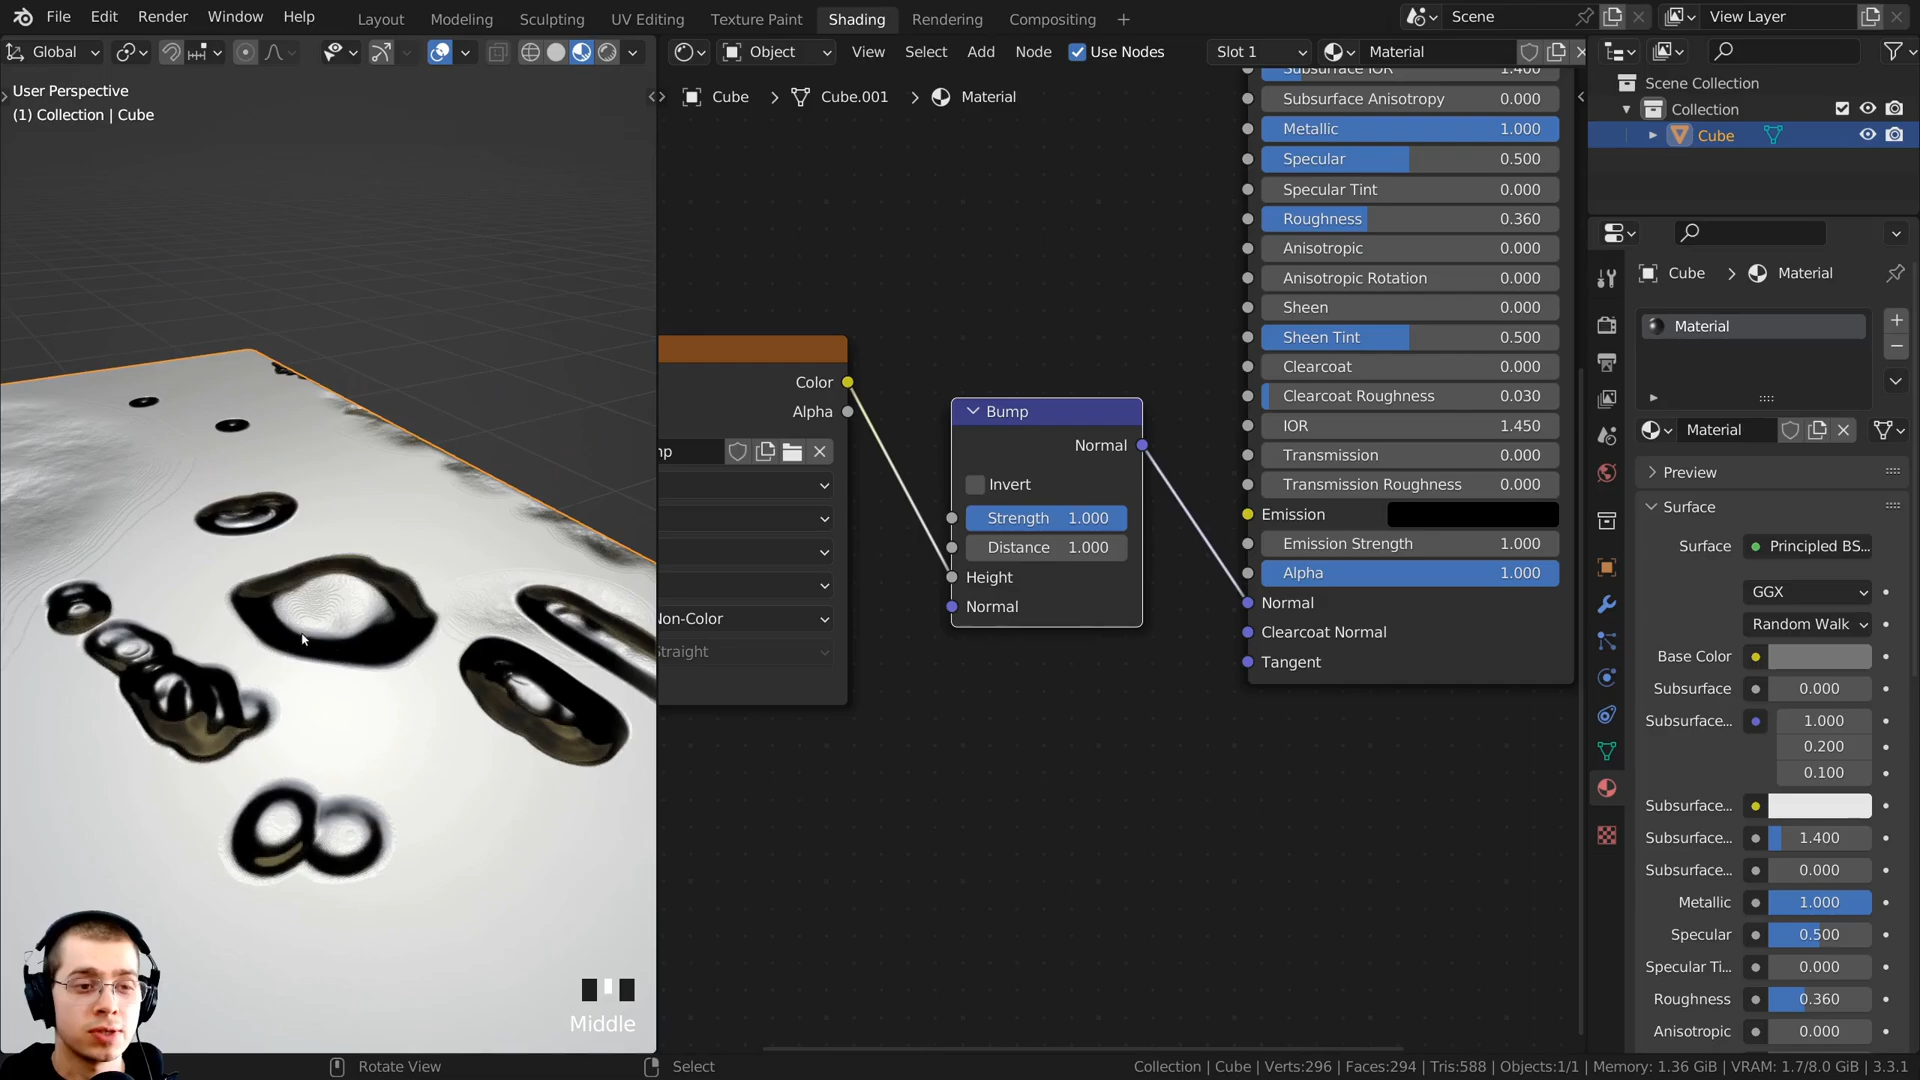 File Edit Render Window Help Layout Modeling Sculpting UV Editing Texture Paint Shading Rendering Compositing + Scene View Layer
Global Object View Select Add Node Use Nodes Slot 1 Material
User Perspective
(1) Collection | Cube
Cube > Cube.001 > Material
Subsurface IOR 1.400
Subsurface Anisotropy 0.000
Metallic 1.000
Specular 0.500
Specular Tint 0.000
Roughness 0.360
Anisotropic 0.000
Anisotropic Rotation 0.000
Sheen 0.000
Sheen Tint 0.500
Clearcoat 0.000
Clearcoat Roughness 0.030
IOR 1.450
Transmission 0.000
Transmission Roughness 0.000
Emission
Emission Strength 1.000
Alpha 1.000
Normal
Clearcoat Normal
Tangent
Color
Alpha
mp
Non-Color
Straight
Bump
Normal
Invert
Strength 1.000
Distance 1.000
Height
Normal
Scene Collection
Collection
Cube
Cube > Material
Material
Material
Preview
Surface
Surface Principled BS...
GGX
Random Walk
Base Color
Subsurface 0.000
Subsurface... 1.000
0.200
0.100
Subsurface...
Subsurface... 1.400
Subsurface... 0.000
Metallic 1.000
Specular 0.500
Specular Ti... 0.000
Roughness 0.360
Anisotropic 0.000
Middle
Rotate View Select Collection | Cube | Verts:296 | Faces:294 | Tris:588 | Objects:1/1 | Memory: 1.36 GiB | VRAM: 1.7/8.0 GiB | 3.3.1